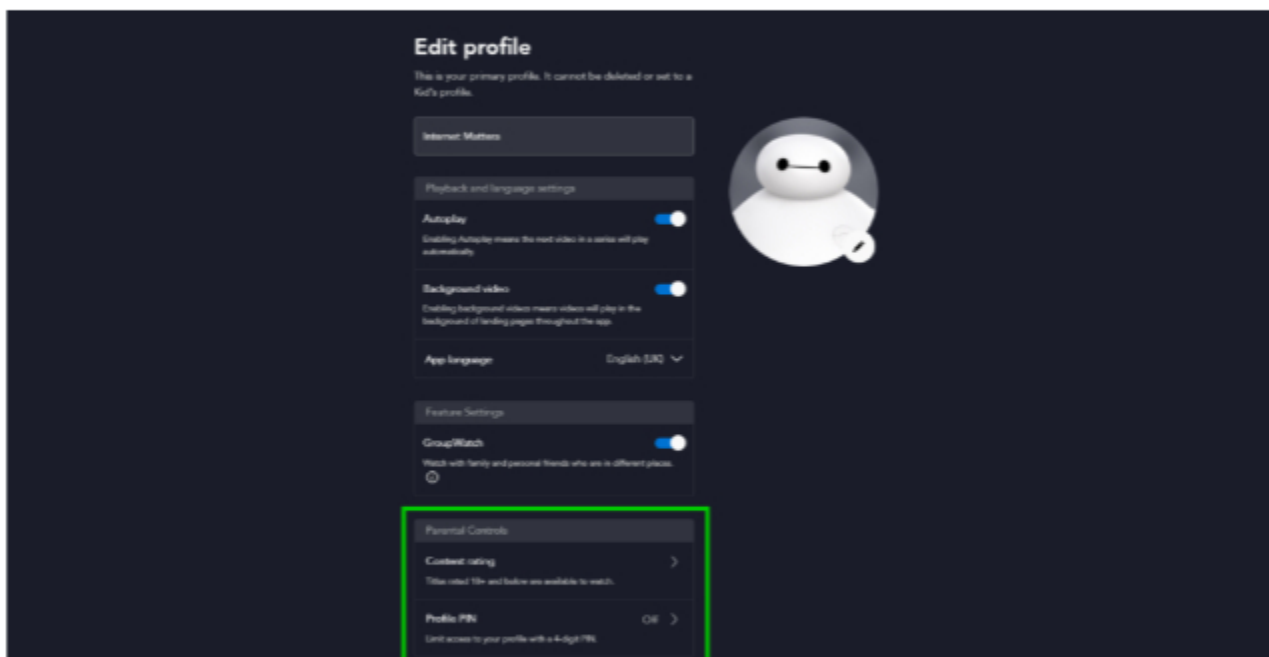 Edit profile
This is your primary profile. It cannot be deleted or set to a
Kid's profile.
Internet Matters
Playback and language settings
Autoplay
Enabling Autoplay means the next video in a series will play
automatically.
Background video
Enabling background videos means videos will play in the
background of landing pages throughout the app.
App language English (UK)
Feature Settings
GroupWatch
Watch with family and personal friends who are in different places.
Parental Controls
Content rating
Titles rated 18+ and below are available to watch.
Profile PIN Off
Limit access to your profile with a 4-digit PIN.